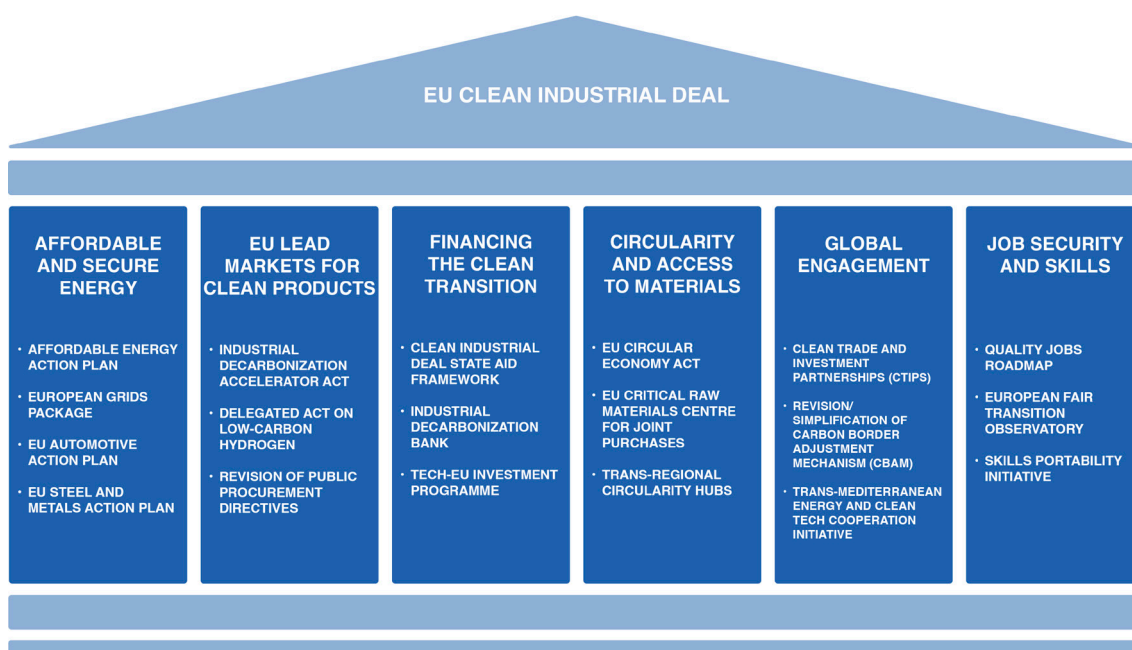 EU CLEAN INDUSTRIAL DEAL
AFFORDABLE
AND SECURE
ENERGY
· AFFORDABLE ENERGY
ACTION PLAN
· EUROPEAN GRIDS
PACKAGE
· EU AUTOMOTIVE
ACTION PLAN
· EU STEEL AND
METALS ACTION PLAN
EU LEAD
MARKETS FOR
CLEAN PRODUCTS
· INDUSTRIAL
DECARBONIZATION
ACCELERATOR ACT
· DELEGATED ACT ON
LOW-CARBON
HYDROGEN
· REVISION OF PUBLIC
PROCUREMENT
DIRECTIVES
FINANCING
THE CLEAN
TRANSITION
· CLEAN INDUSTRIAL
DEAL STATE AID
FRAMEWORK
· INDUSTRIAL
DECARBONIZATION
BANK
· TECH-EU INVESTMENT
PROGRAMME
CIRCULARITY
AND ACCESS
TO MATERIALS
· EU CIRCULAR
ECONOMY ACT
· EU CRITICAL RAW
MATERIALS CENTRE
FOR JOINT
PURCHASES
· TRANS-REGIONAL
CIRCULARITY HUBS
GLOBAL
ENGAGEMENT
· CLEAN TRADE AND
INVESTMENT
PARTNERSHIPS (CTIPS)
· REVISION/
SIMPLIFICATION OF
CARBON BORDER
ADJUSTMENT
MECHANISM (CBAM)
· TRANS-MEDITERRANEAN
ENERGY AND CLEAN
TECH COOPERATION
INITIATIVE
JOB SECURITY
AND SKILLS
· QUALITY JOBS
ROADMAP
· EUROPEAN FAIR
TRANSITION
OBSERVATORY
· SKILLS PORTABILITY
INITIATIVE